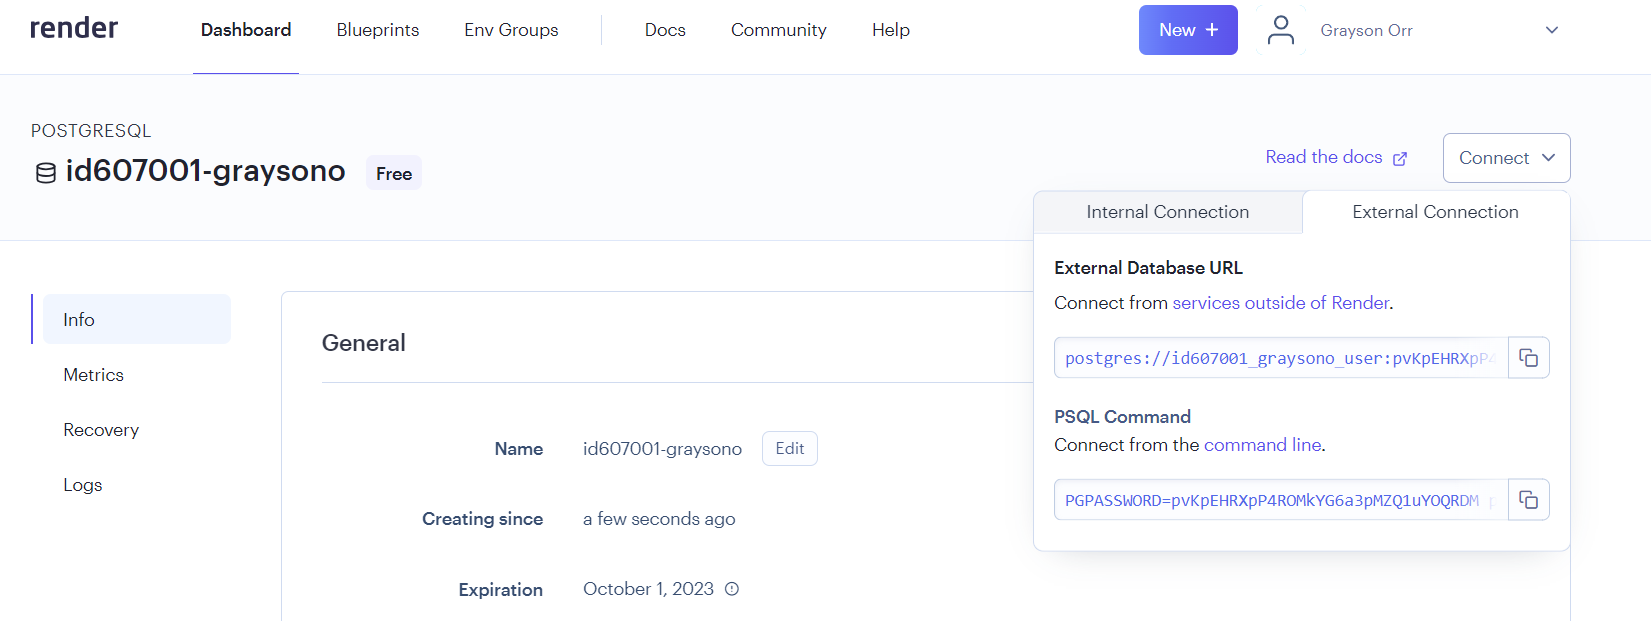 render
Dashboard Blueprints Env Groups Docs Community Help New + Grayson Orr
POSTGRESQL
id607001-graysono Free
Read the docs Connect
Internal Connection External Connection
External Database URL
Connect from services outside of Render.
postgres://id607001_graysono_user:pvKpEHRXpP4
PSQL Command
Connect from the command line.
PGPASSWORD=pvKpEHRXpP4ROMkYG6a3pMZQ1uYOQRDM p
Info
Metrics
Recovery
Logs
General
Name id607001-graysono Edit
Creating since a few seconds ago
Expiration October 1, 2023